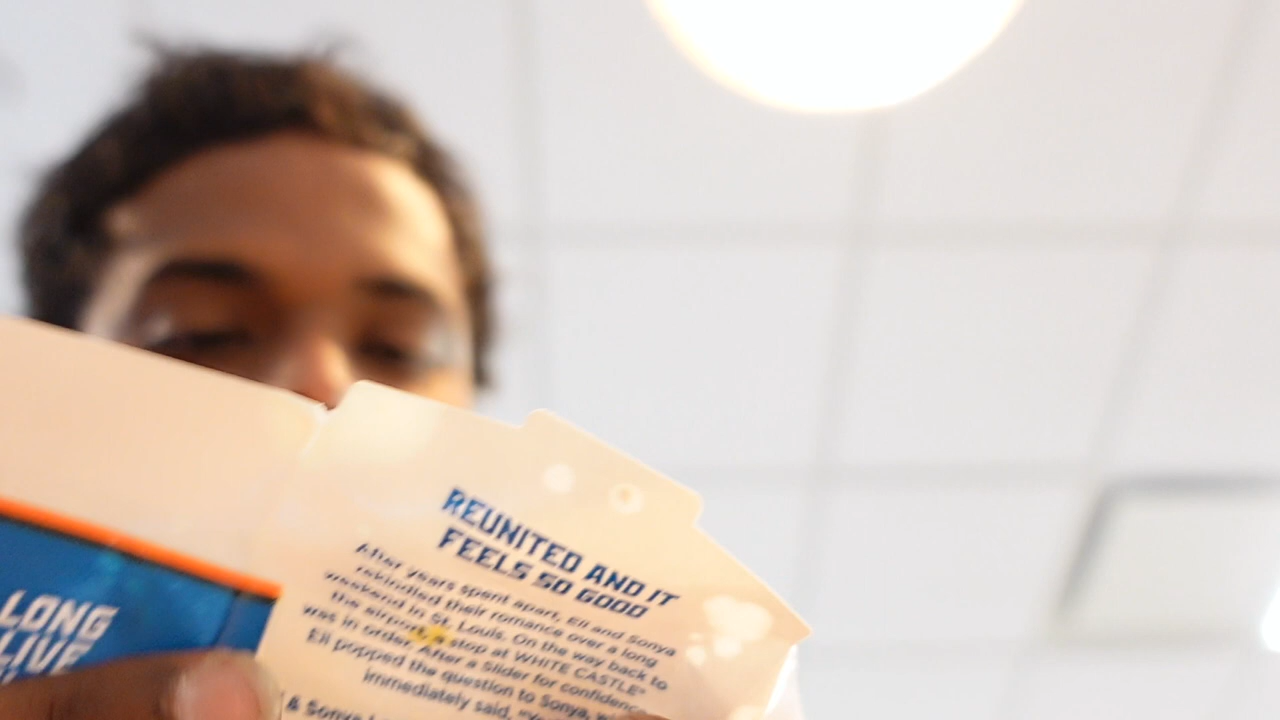 REUNITED AND IT
FEELS SO GOOD
After years spent apart, Eli and Sonya
rekindled their romance over a long
weekend in St. Louis. On the way back to
the airport, stop at WHITE CASTLE®
was in order. After a Slider for confidence,
Eli popped the question to Sonya,
immediately said,
& Sonya
LONG
LIVE